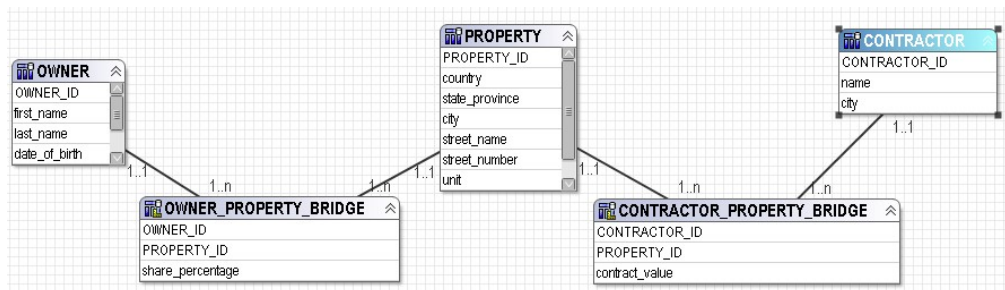 OWNER
OWNER_ID
first_name
last_name
date_of_birth
PROPERTY
PROPERTY_ID
country
state_province
city
street_name
street_number
unit
CONTRACTOR
CONTRACTOR_ID
name
city
1..1
1..n
1..n
1..1
1..1
1..n
1..n
1..1
OWNER_PROPERTY_BRIDGE
OWNER_ID
PROPERTY_ID
share_percentage
CONTRACTOR_PROPERTY_BRIDGE
CONTRACTOR_ID
PROPERTY_ID
contract_value